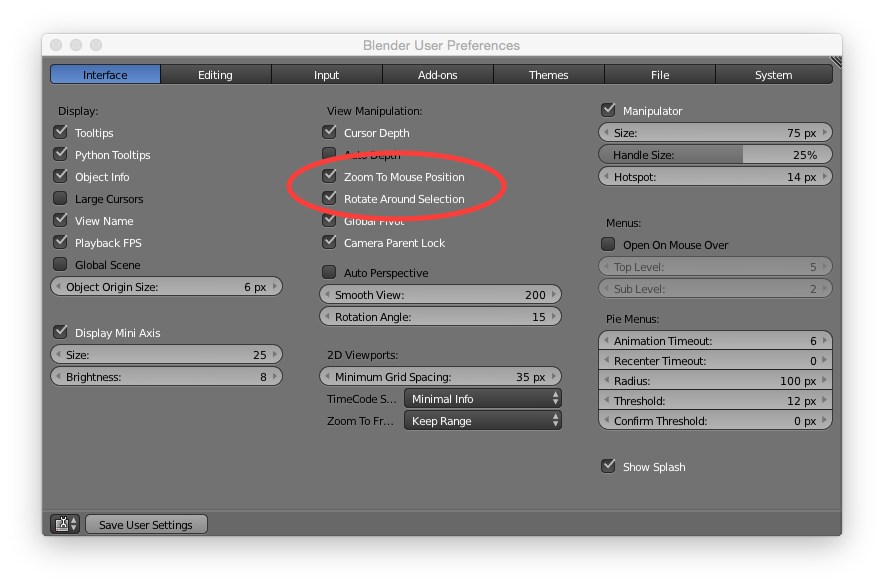 Blender User Preferences
Interface Editing Input Add-ons Themes File System
Display:
Tooltips
Python Tooltips
Object Info
Large Cursors
View Name
Playback FPS
Global Scene
Object Origin Size: 6 px
Display Mini Axis
Size: 25
Brightness: 8
View Manipulation:
Cursor Depth
Auto Depth
Zoom To Mouse Position
Rotate Around Selection
Global Pivot
Camera Parent Lock
Auto Perspective
Smooth View: 200
Rotation Angle: 15
2D Viewports:
Minimum Grid Spacing: 35 px
TimeCode S... Minimal Info
Zoom To Fr... Keep Range
Manipulator
Size: 75 px
Handle Size: 25%
Hotspot: 14 px
Menus:
Open On Mouse Over
Top Level: 5
Sub Level: 2
Pie Menus:
Animation Timeout: 6
Recenter Timeout: 0
Radius: 100 px
Threshold: 12 px
Confirm Threshold: 0 px
Show Splash
Save User Settings